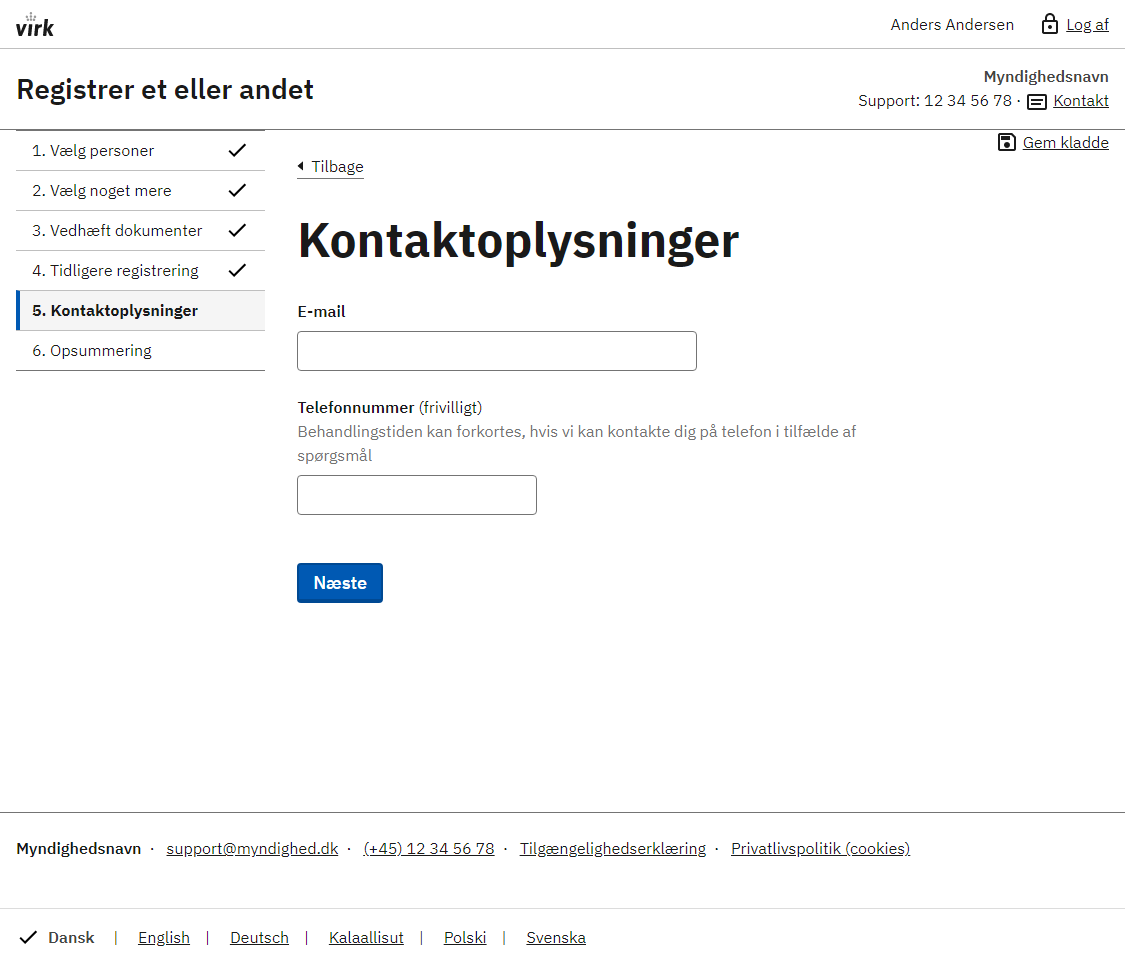 virk
Anders Andersen Log af
Registrer et eller andet
Myndighedsnavn
Support: 12 34 56 78 · Kontakt
Gem kladde
1. Vælg personer
2. Vælg noget mere
3. Vedhæft dokumenter
4. Tidligere registrering
5. Kontaktoplysninger
6. Opsummering
Tilbage
Kontaktoplysninger
E-mail
Telefonnummer (frivilligt)
Behandlingstiden kan forkortes, hvis vi kan kontakte dig på telefon i tilfælde af
spørgsmål
Næste
Myndighedsnavn · support@myndighed.dk · (+45) 12 34 56 78 · Tilgængelighedserklæring · Privatlivspolitik (cookies)
Dansk | English | Deutsch | Kalaallisut | Polski | Svenska